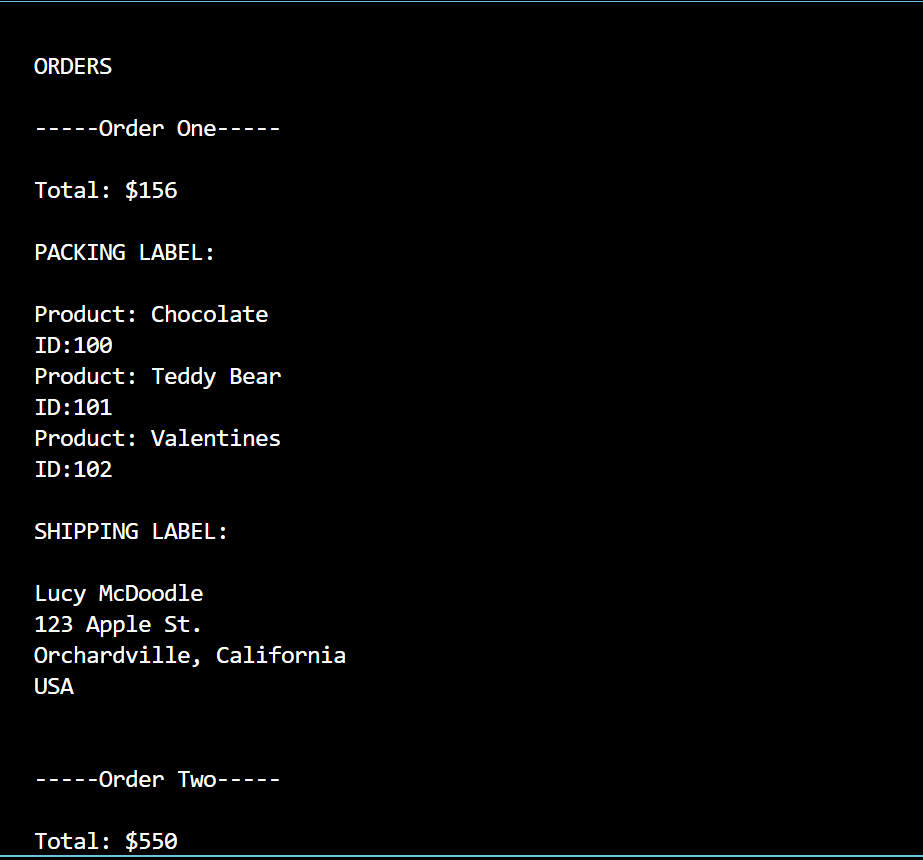 ORDERS
-----Order One-----
Total: $156
PACKING LABEL:
Product: Chocolate
ID:100
Product: Teddy Bear
ID:101
Product: Valentines
ID:102
SHIPPING LABEL:
Lucy McDoodle
123 Apple St.
Orchardville, California
USA
-----Order Two-----
Total: $550